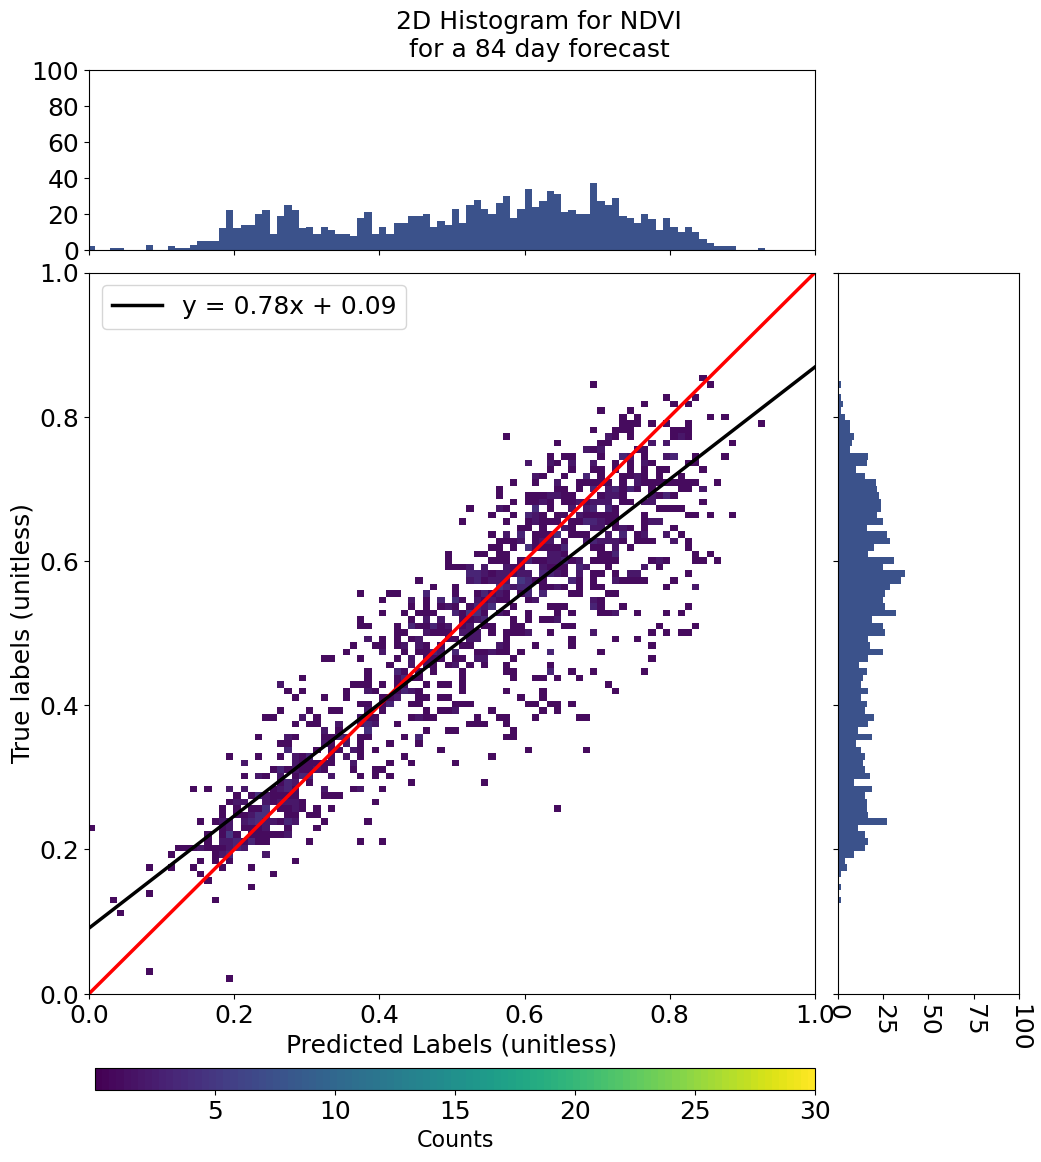 2D Histogram for NDVI
for a 84 day forecast
100
80
60
40
20
0
1.0
0.8
0.6
0.4
0.2
0.0
True labels (unitless)
y = 0.78x + 0.09
0.0 0.2 0.4 0.6 0.8 1.0
Predicted Labels (unitless)
0 25 50 75 100
5 10 15 20 25 30
Counts